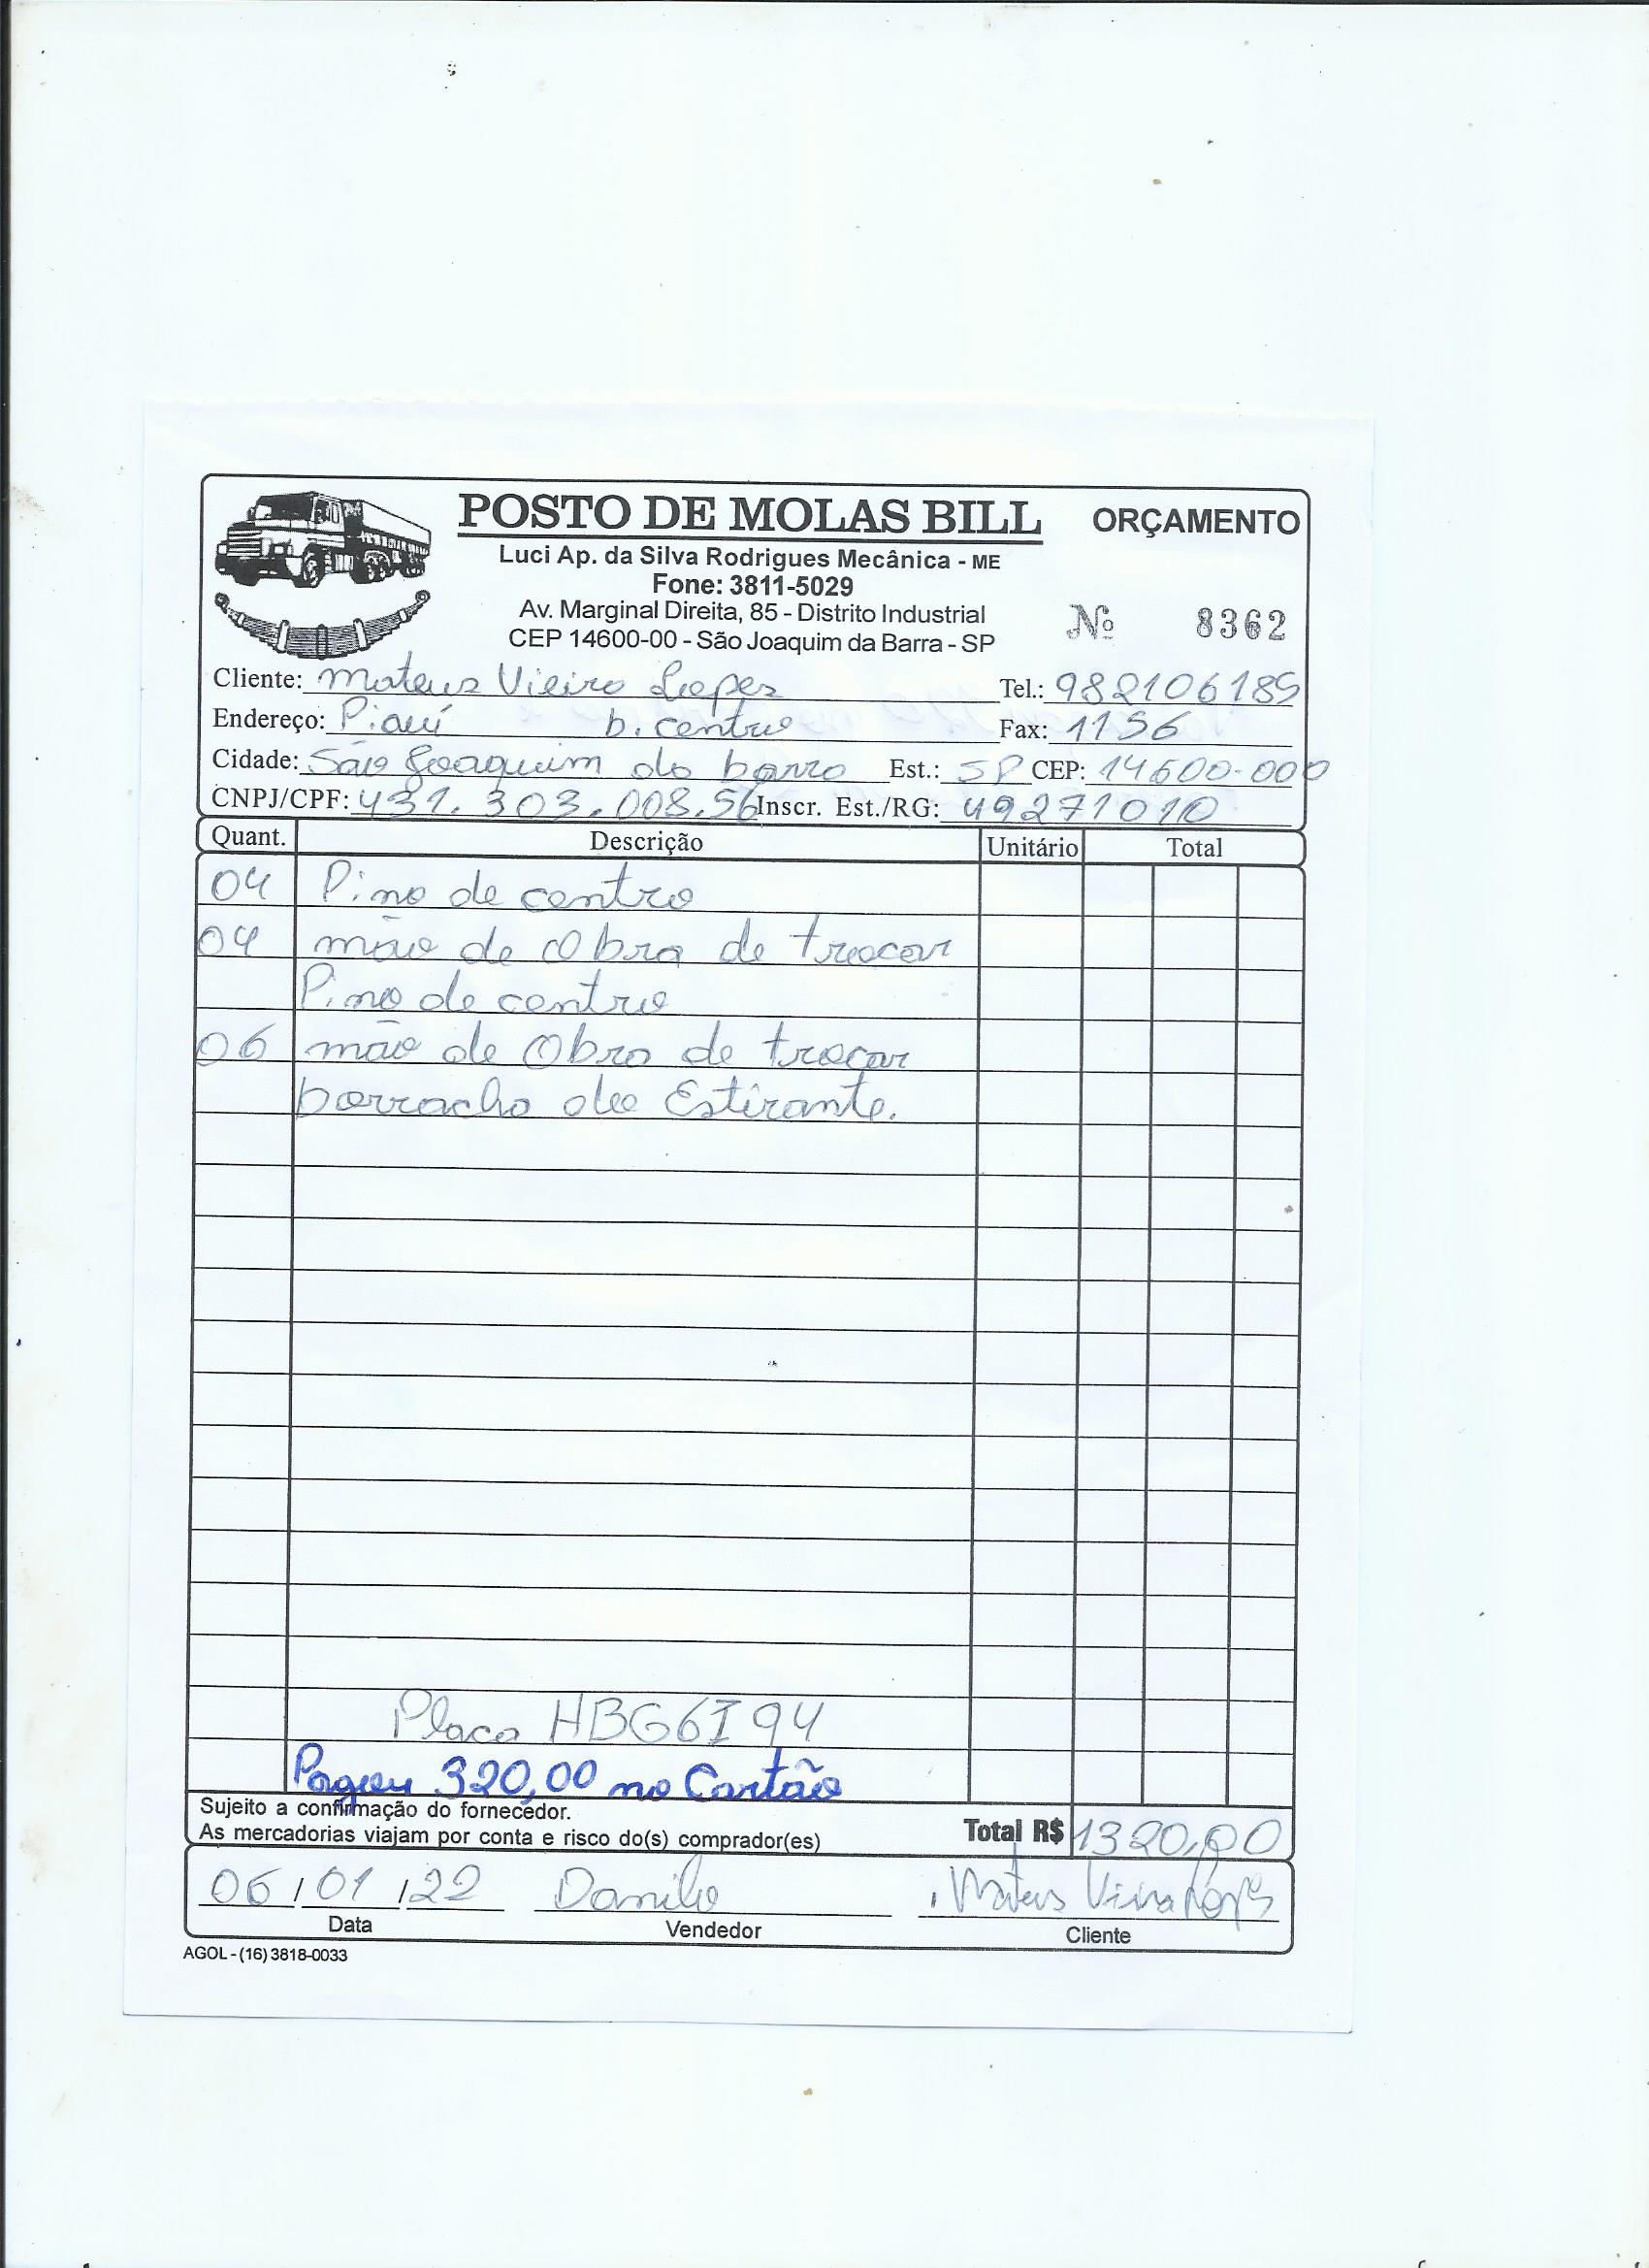 POSTO DE MOLAS BILL ORÇAMENTO
Luci Ap. da Silva Rodrigues Mecânica - ME
Fone: 3811-5029
Av. Marginal Direita, 85 - Distrito Industrial
CEP 14600-00 - São Joaquim da Barra - SP
Nº 8362
Cliente: Mateus Vieira Lopes Tel.: 982106189
Endereço: Piauí b. centro Fax: 1156
Cidade: São Joaquim da barra Est.: SP CEP: 14600-000
CNPJ/CPF: 431.303.008.56 Inscr. Est./RG: 49271010
Quant. Descrição Unitário Total
04 Pino de centro
04 mão de Obra de trocar
Pino de centro
06 mão de Obra de trocar
borracha do Estirante.
Placa HBG6I94
Pagou 320,00 no Cartão
Sujeito a confirmação do fornecedor.
As mercadorias viajam por conta e risco do(s) comprador(es)
Total R$ 1320,00
06/01/22 Danilo Mateus Vieira Lopes
Data Vendedor Cliente
AGOL - (16) 3818-0033